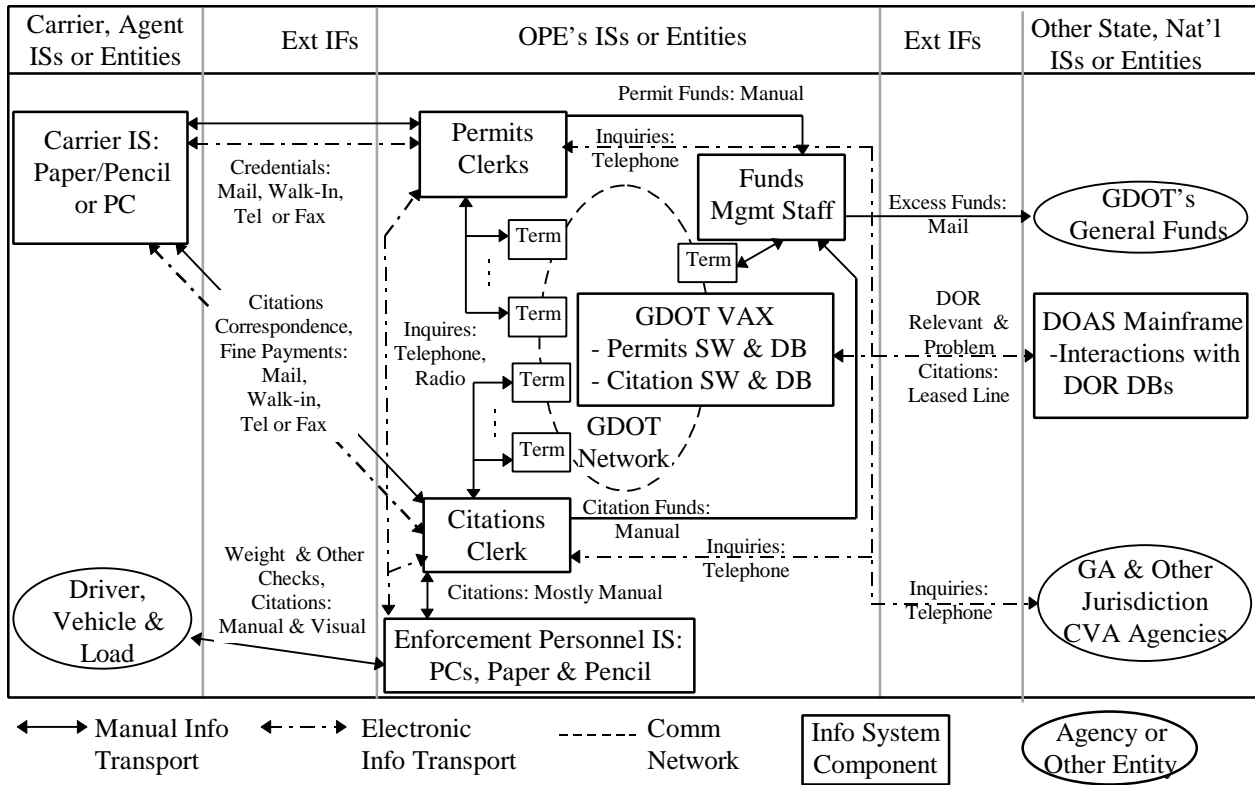 Carrier, Agent
ISs or Entities
Ext IFs
OPE's ISs or Entities
Ext IFs
Other State, Nat'l
ISs or Entities
Carrier IS:
Paper/Pencil
or PC
Credentials:
Mail, Walk-In,
Tel or Fax
Permits
Clerks
Permit Funds: Manual
Inquiries:
Telephone
Funds
Mgmt Staff
Excess Funds:
Mail
GDOT's
General Funds
Term
Term
Term
Term
Term
Citations
Correspondence,
Fine Payments:
Mail,
Walk-in,
Tel or Fax
Inquires:
Telephone,
Radio
GDOT VAX
- Permits SW & DB
- Citation SW & DB
GDOT
Network
DOR
Relevant &
Problem
Citations:
Leased Line
DOAS Mainframe
-Interactions with
DOR DBs
Citations
Clerk
Citation Funds:
Manual
Inquiries:
Telephone
Weight & Other
Checks,
Citations:
Manual & Visual
Citations: Mostly Manual
Driver,
Vehicle &
Load
Enforcement Personnel IS:
PCs, Paper & Pencil
Inquiries:
Telephone
GA & Other
Jurisdiction
CVA Agencies
Manual Info
Transport
Electronic
Info Transport
Comm
Network
Info System
Component
Agency or
Other Entity